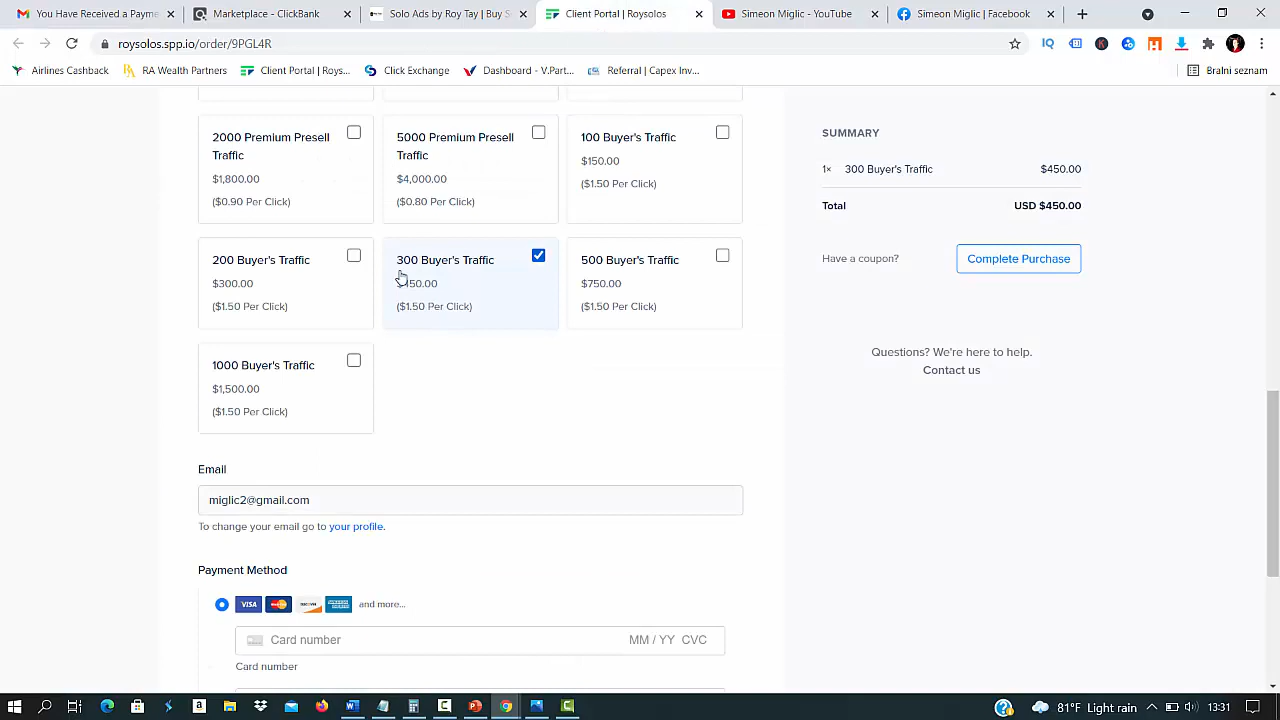 You Have Received a Payme
Marketplace - ClickBank
Solo Ads by Roy Tay | Buy S
Client Portal | Roysolos
Simeon Miglic - YouTube
Simeon Miglic | Facebook
roysolos.spp.io/order/9PGL4R
Airlines Cashback
RA Wealth Partners
Client Portal | Roys...
Click Exchange
Dashboard - V.Part...
Referral | Capex Inv...
Bralni seznam
2000 Premium Presell
Traffic
$1,800.00
($0.90 Per Click)
5000 Premium Presell
Traffic
$4,000.00
($0.80 Per Click)
100 Buyer's Traffic
$150.00
($1.50 Per Click)
200 Buyer's Traffic
$300.00
($1.50 Per Click)
300 Buyer's Traffic
50.00
($1.50 Per Click)
500 Buyer's Traffic
$750.00
($1.50 Per Click)
1000 Buyer's Traffic
$1,500.00
($1.50 Per Click)
Email
miglic2@gmail.com
To change your email go to your profile.
Payment Method
VISA
and more...
Card number
MM / YY CVC
Card number
SUMMARY
1× 300 Buyer's Traffic $450.00
Total USD $450.00
Have a coupon?
Complete Purchase
Questions? We're here to help.
Contact us
81°F Light rain
13:31